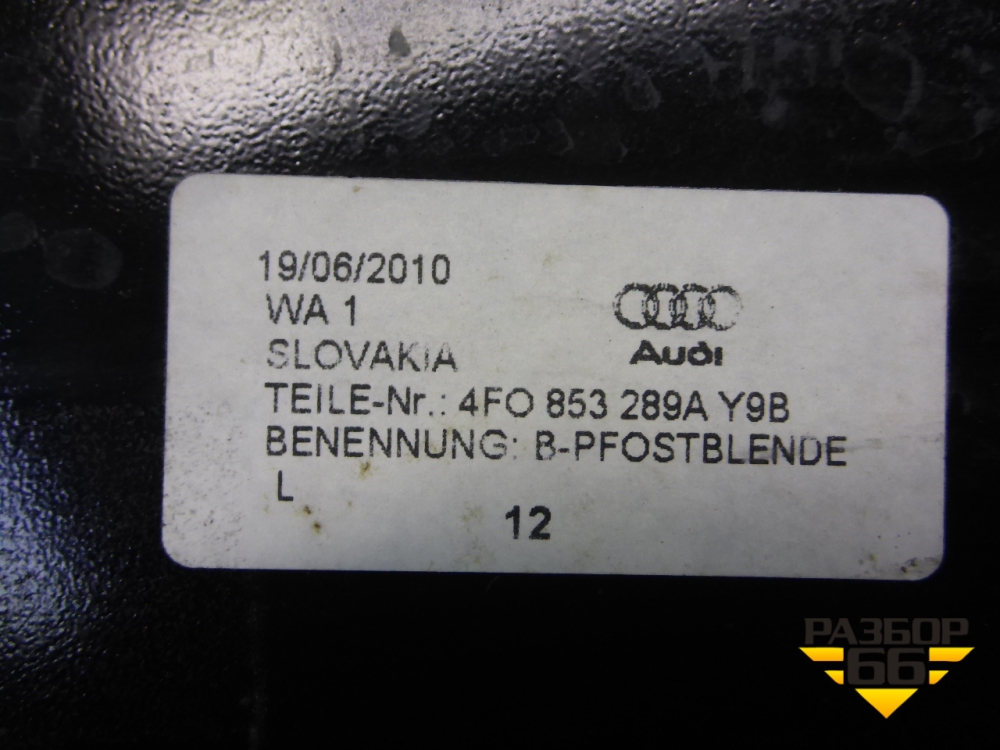 19/06/2010
WA 1
SLOVAKIA
Audi
TEILE-Nr.: 4FO 853 289A Y9B
BENENNUNG: B-PFOSTBLENDE
L
12
РАЗБОР
66